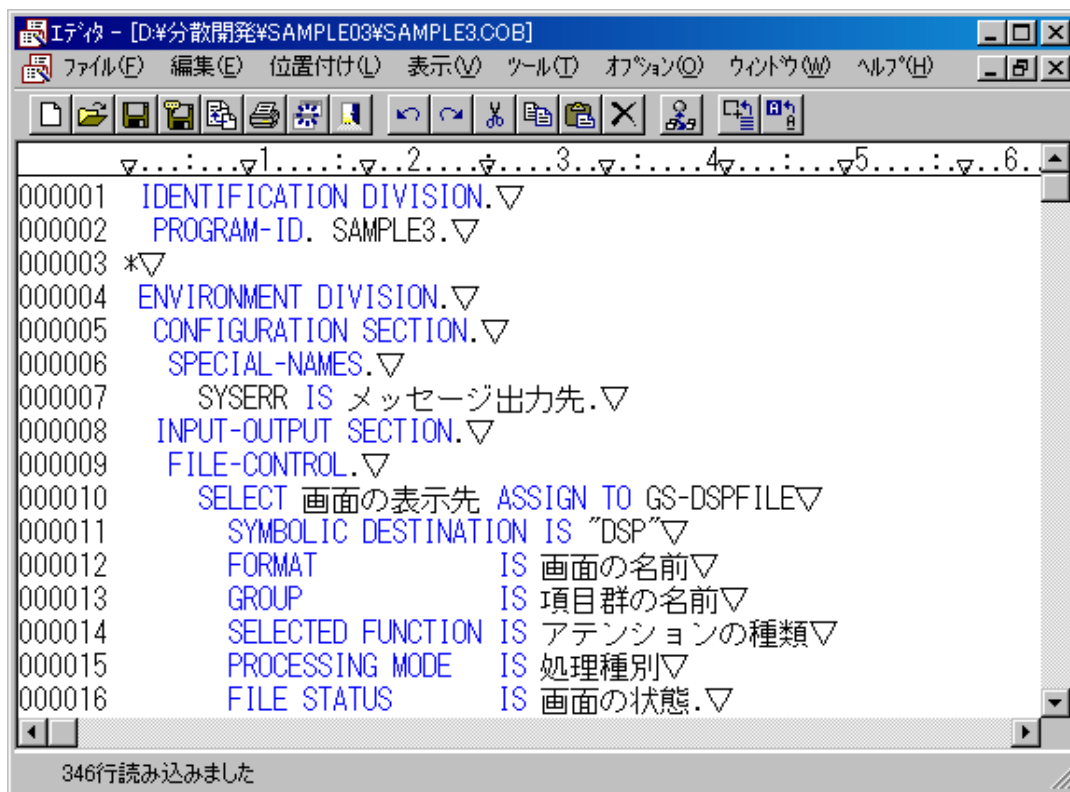 エディタ - [D:¥分散開発¥SAMPLE03¥SAMPLE3.COB]
ファイル(F) 編集(E) 位置付け(L) 表示(V) ツール(T) オプション(O) ウィンドウ(W) ヘルプ(H)
▽...:...▽1....:.▽..2....▽....3..▽.:....4▽...:...▽5....:.▽..6..
000001 IDENTIFICATION DIVISION.▽
000002 PROGRAM-ID. SAMPLE3.▽
000003 *▽
000004 ENVIRONMENT DIVISION.▽
000005 CONFIGURATION SECTION.▽
000006 SPECIAL-NAMES.▽
000007 SYSERR IS メッセージ出力先.▽
000008 INPUT-OUTPUT SECTION.▽
000009 FILE-CONTROL.▽
000010 SELECT 画面の表示先 ASSIGN TO GS-DSPFILE▽
000011 SYMBOLIC DESTINATION IS "DSP"▽
000012 FORMAT IS 画面の名前▽
000013 GROUP IS 項目群の名前▽
000014 SELECTED FUNCTION IS アテンションの種類▽
000015 PROCESSING MODE IS 処理種別▽
000016 FILE STATUS IS 画面の状態.▽
346行読み込みました